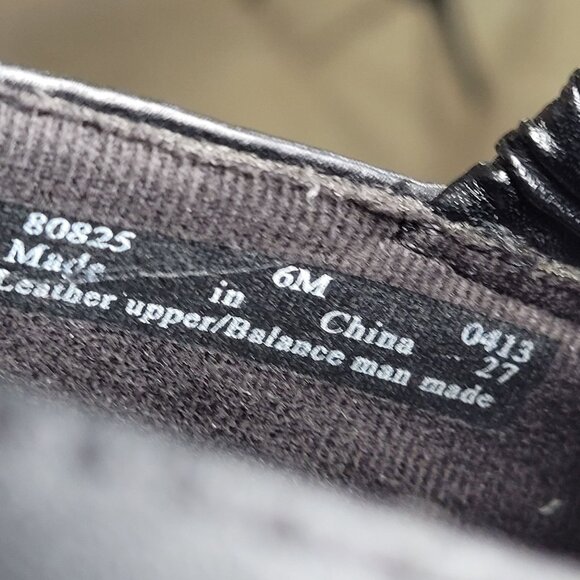 80825 6M 0413
Made in China 27
Leather upper/Balance man made